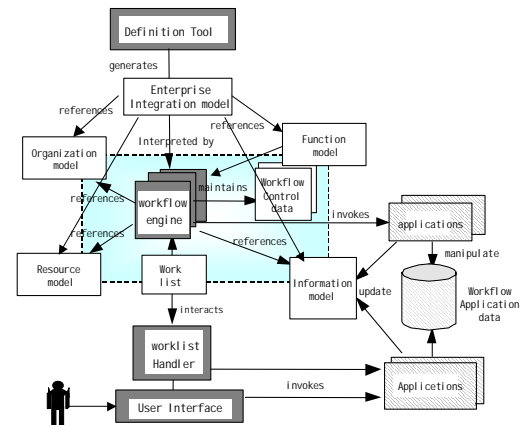 Definition Tool
generates
Enterprise
Integration model
references
references
Organization
model
Interpreted by
Function
model
maintains
Workflow
Control
data
workflow
engine
references
references
references
invokes
applications
manipulate
Resource
model
Work
list
Information
model
update
Workflow
Application
data
interacts
worklist
Handler
invokes
Applicetions
User Interface